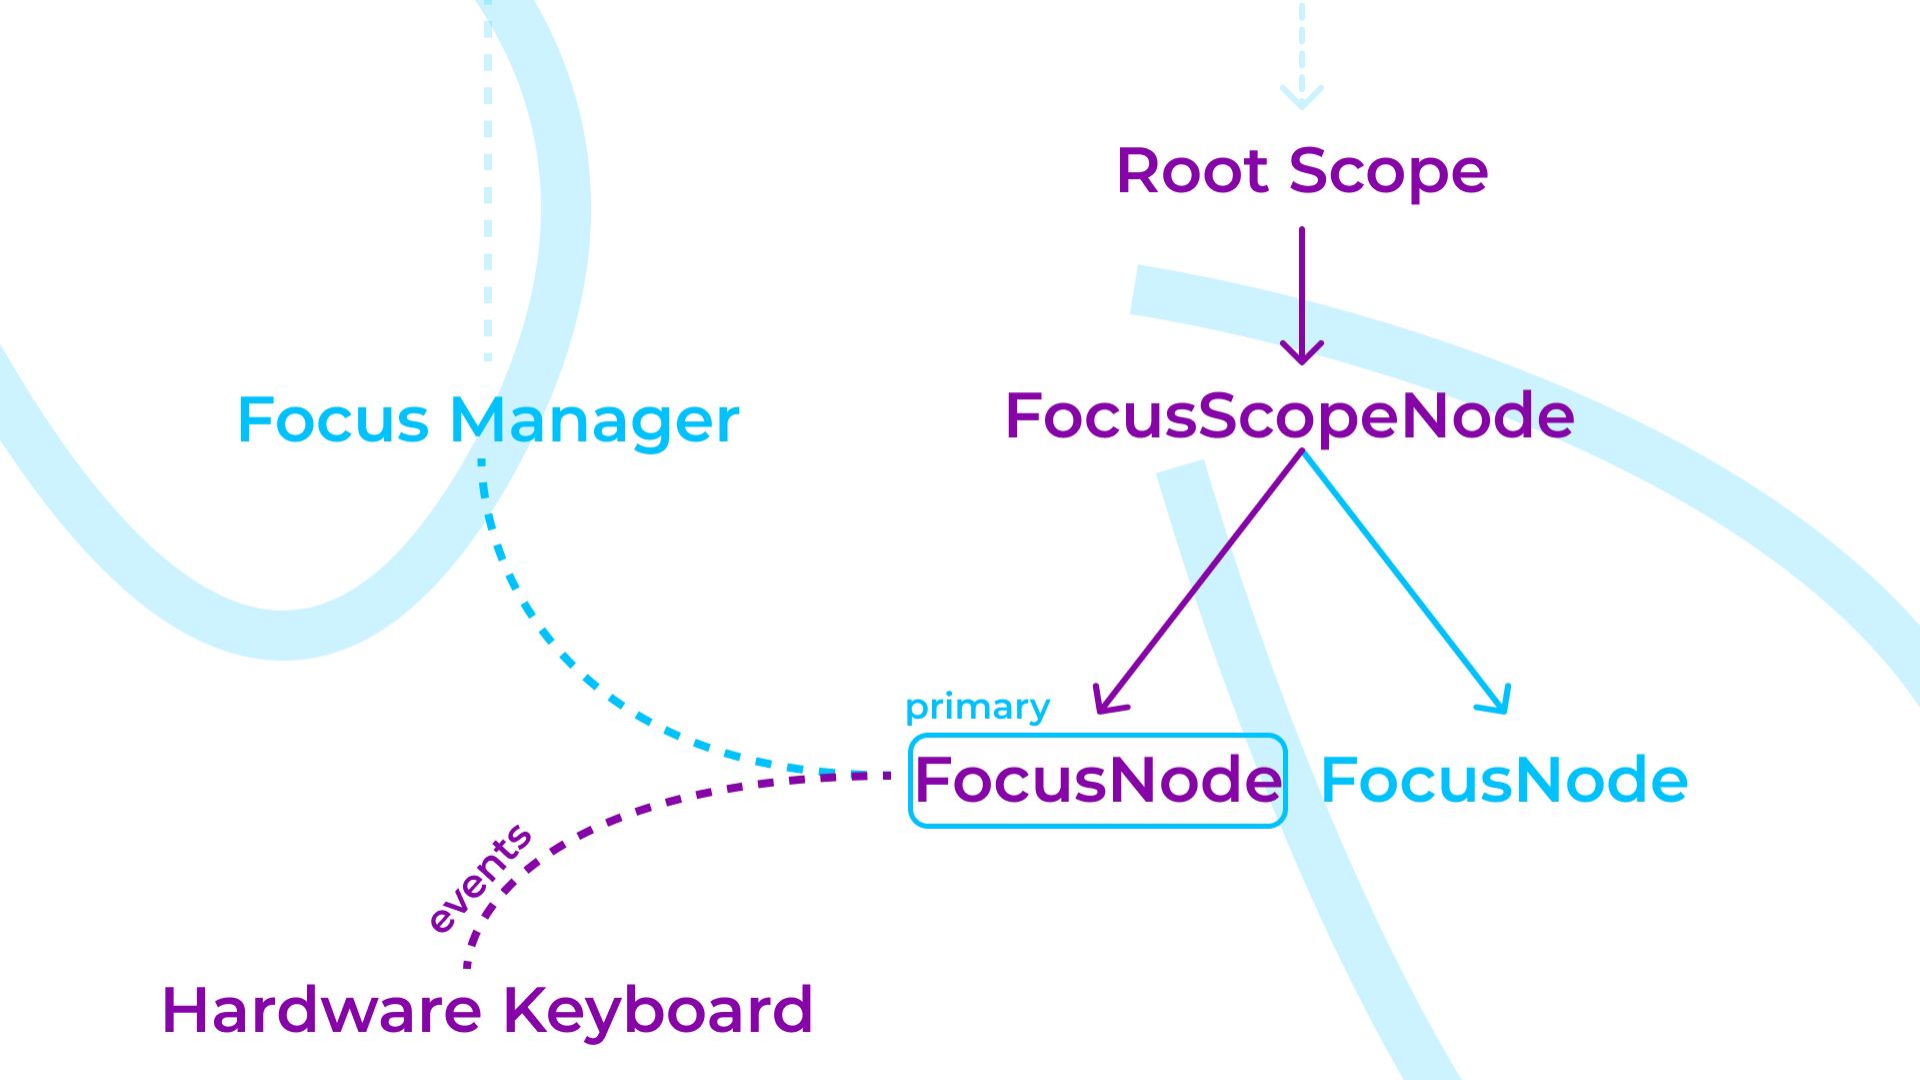 Root Scope
Focus Manager
FocusScopeNode
primary
FocusNode
FocusNode
events
Hardware Keyboard